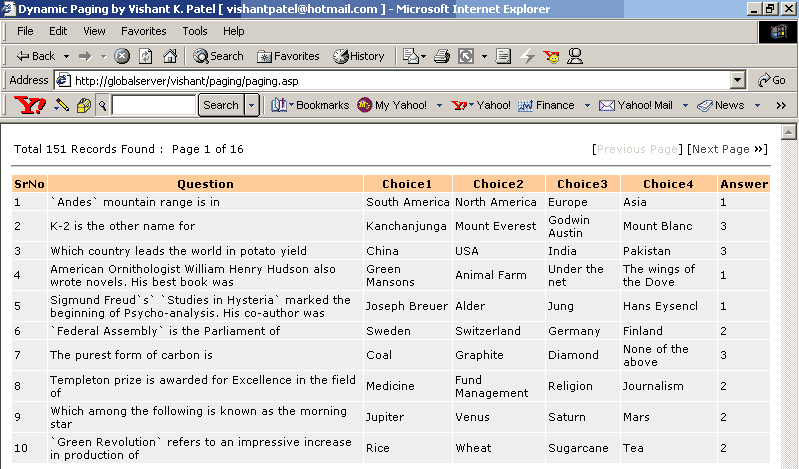 Dynamic Paging by Vishant K. Patel [ vishantpatel@hotmail.com ] - Microsoft Internet Explorer
File Edit View Favorites Tools Help
Back Search Favorites History
Address http://globalserver/vishant/paging/paging.asp Go
Y! Search Bookmarks My Yahoo! Yahoo! Finance Yahoo! Mail News »
Total 151 Records Found : Page 1 of 16 [Previous Page] [Next Page »]
SrNo Question Choice1 Choice2 Choice3 Choice4 Answer
1 `Andes` mountain range is in South America North America Europe Asia 1
2 K-2 is the other name for Kanchanjunga Mount Everest Godwin Austin Mount Blanc 3
3 Which country leads the world in potato yield China USA India Pakistan 3
4 American Ornithologist William Henry Hudson also wrote novels. His best book was Green Mansons Animal Farm Under the net The wings of the Dove 1
5 Sigmund Freud`s` `Studies in Hysteria` marked the beginning of Psycho-analysis. His co-author was Joseph Breuer Alder Jung Hans Eysencl 1
6 `Federal Assembly` is the Parliament of Sweden Switzerland Germany Finland 2
7 The purest form of carbon is Coal Graphite Diamond None of the above 3
8 Templeton prize is awarded for Excellence in the field of Medicine Fund Management Religion Journalism 2
9 Which among the following is known as the morning star Jupiter Venus Saturn Mars 2
10 `Green Revolution` refers to an impressive increase in production of Rice Wheat Sugarcane Tea 2